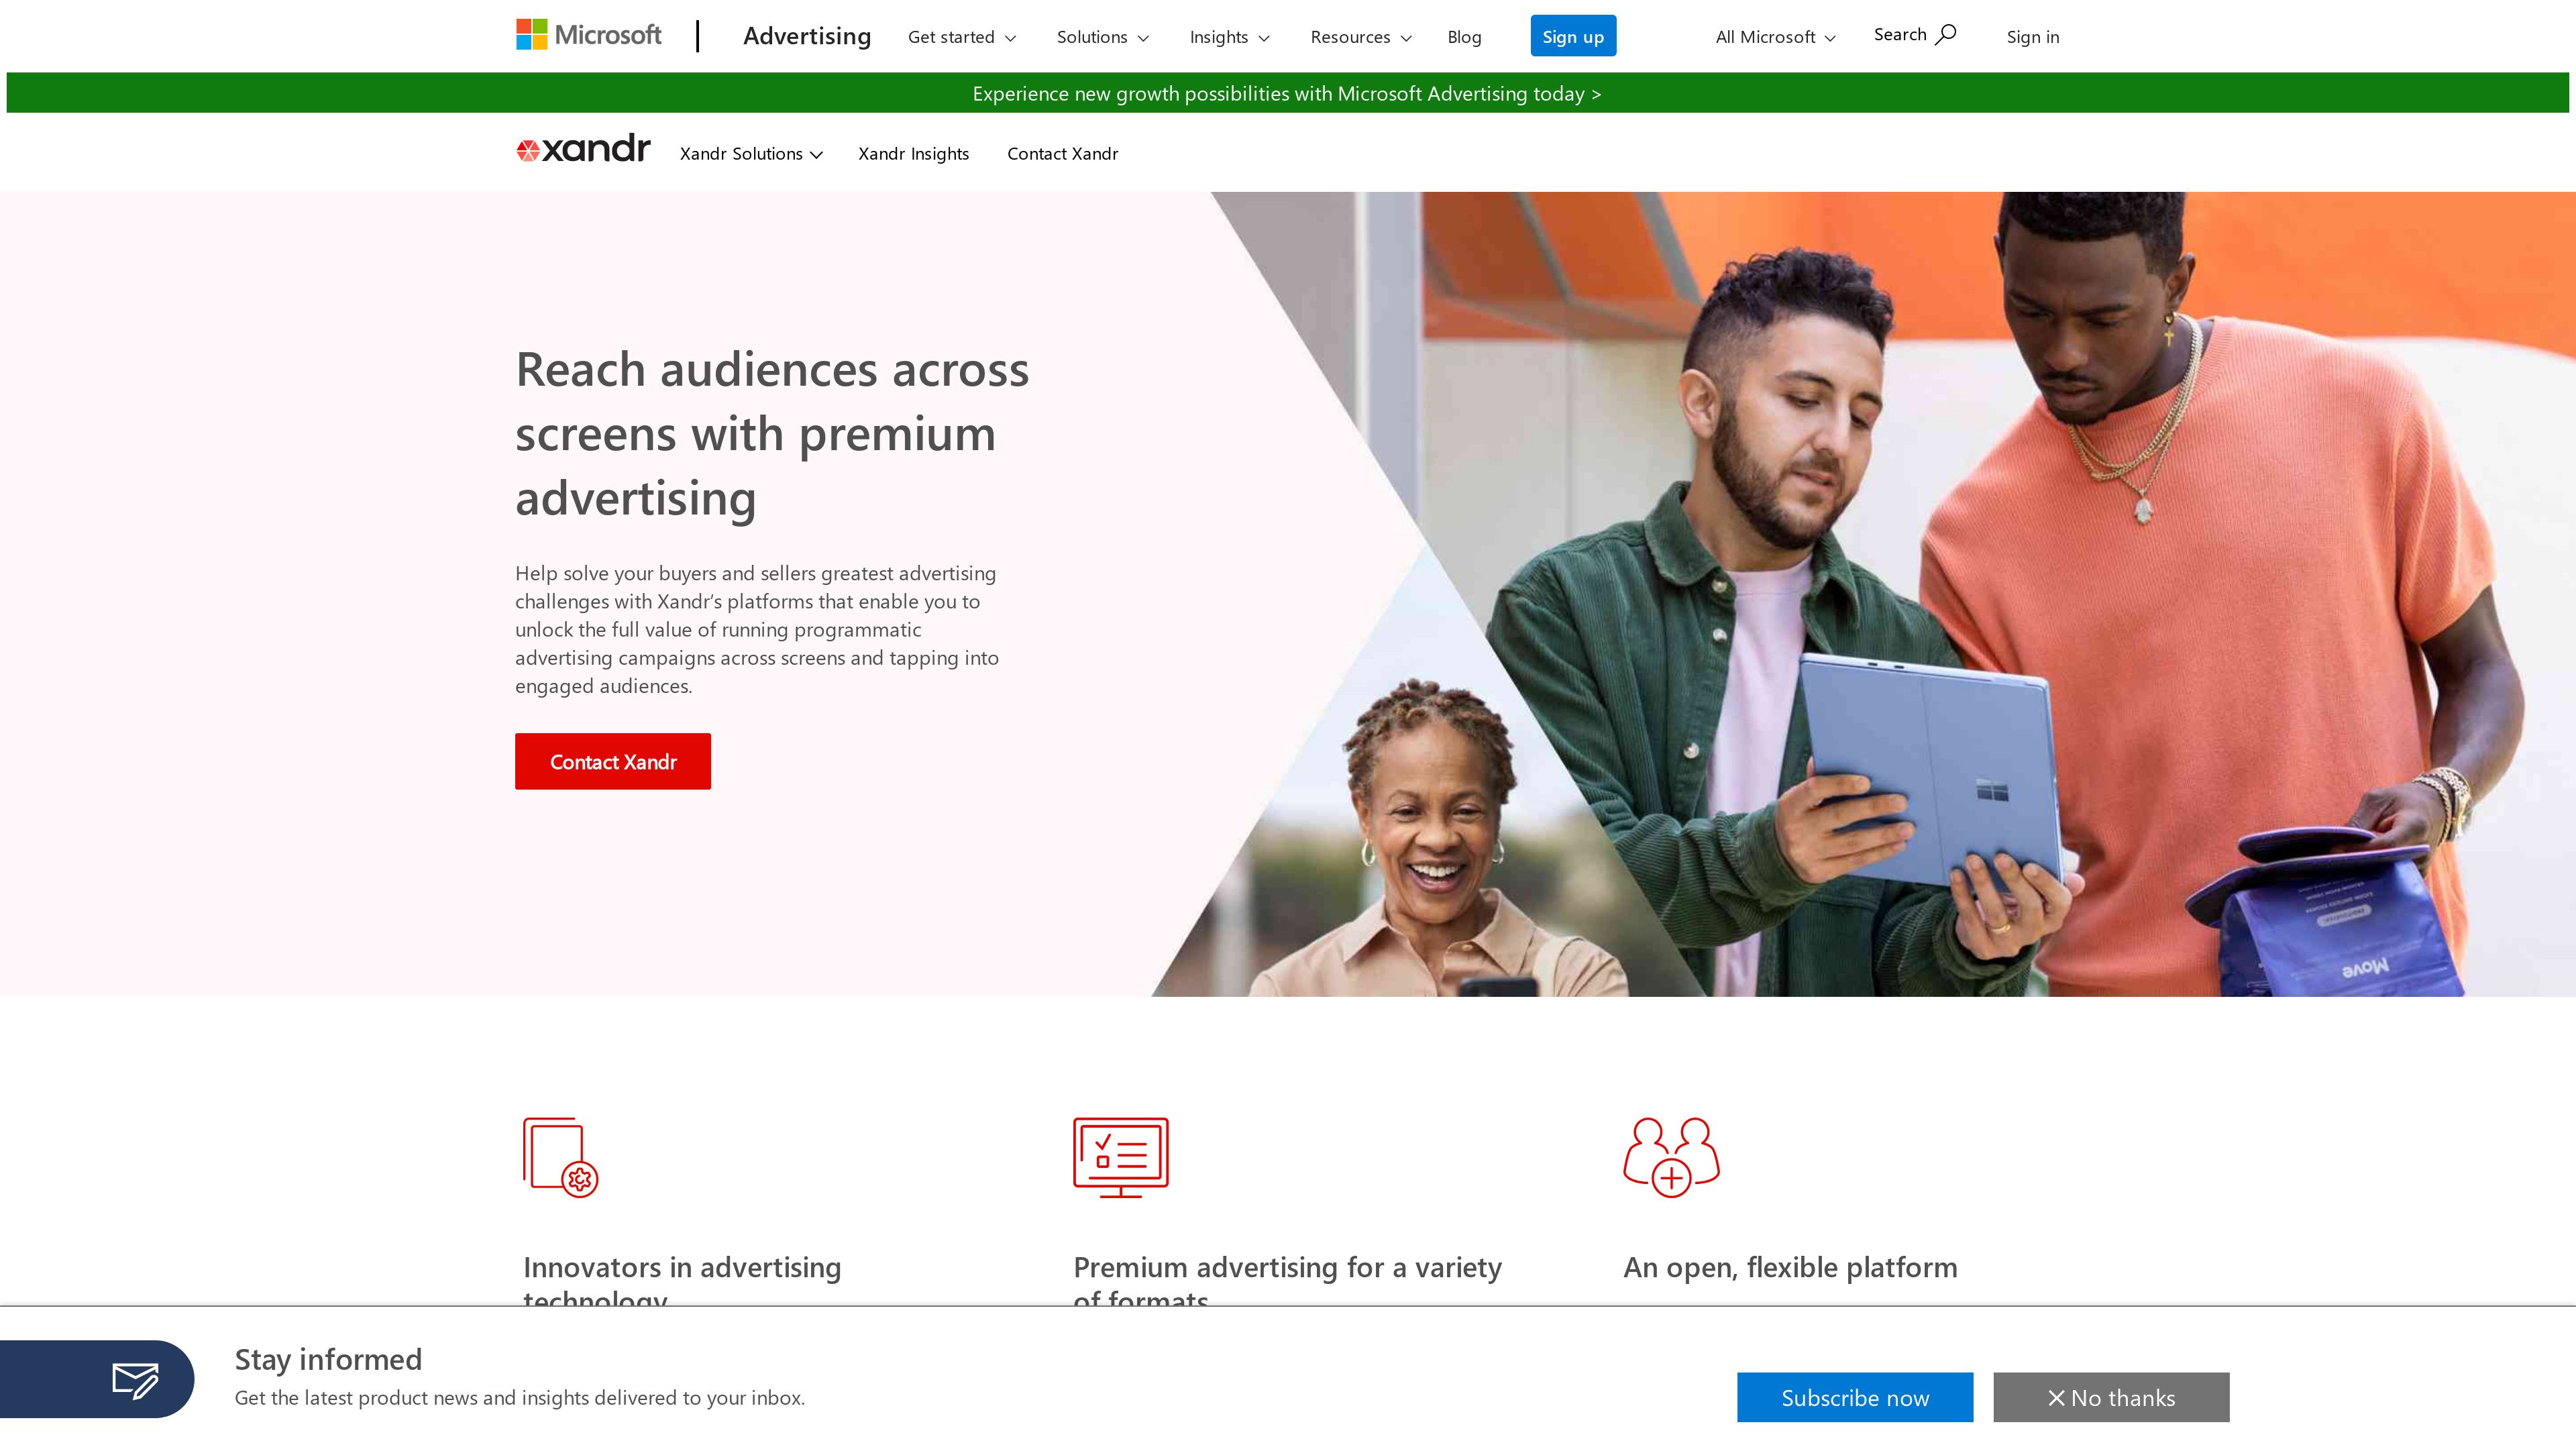 Microsoft
Advertising
Get started
Solutions
Insights
Resources
Blog
Sign up
All Microsoft
Search
Sign in
Experience new growth possibilities with Microsoft Advertising today >
xandr
Xandr Solutions
Xandr Insights
Contact Xandr
Reach audiences across
screens with premium
advertising
Help solve your buyers and sellers greatest advertising
challenges with Xandr’s platforms that enable you to
unlock the full value of running programmatic
advertising campaigns across screens and tapping into
engaged audiences.
Contact Xandr
Move
Innovators in advertising
technology
Premium advertising for a variety
of formats
An open, flexible platform
Stay informed
Get the latest product news and insights delivered to your inbox.
Subscribe now
No thanks